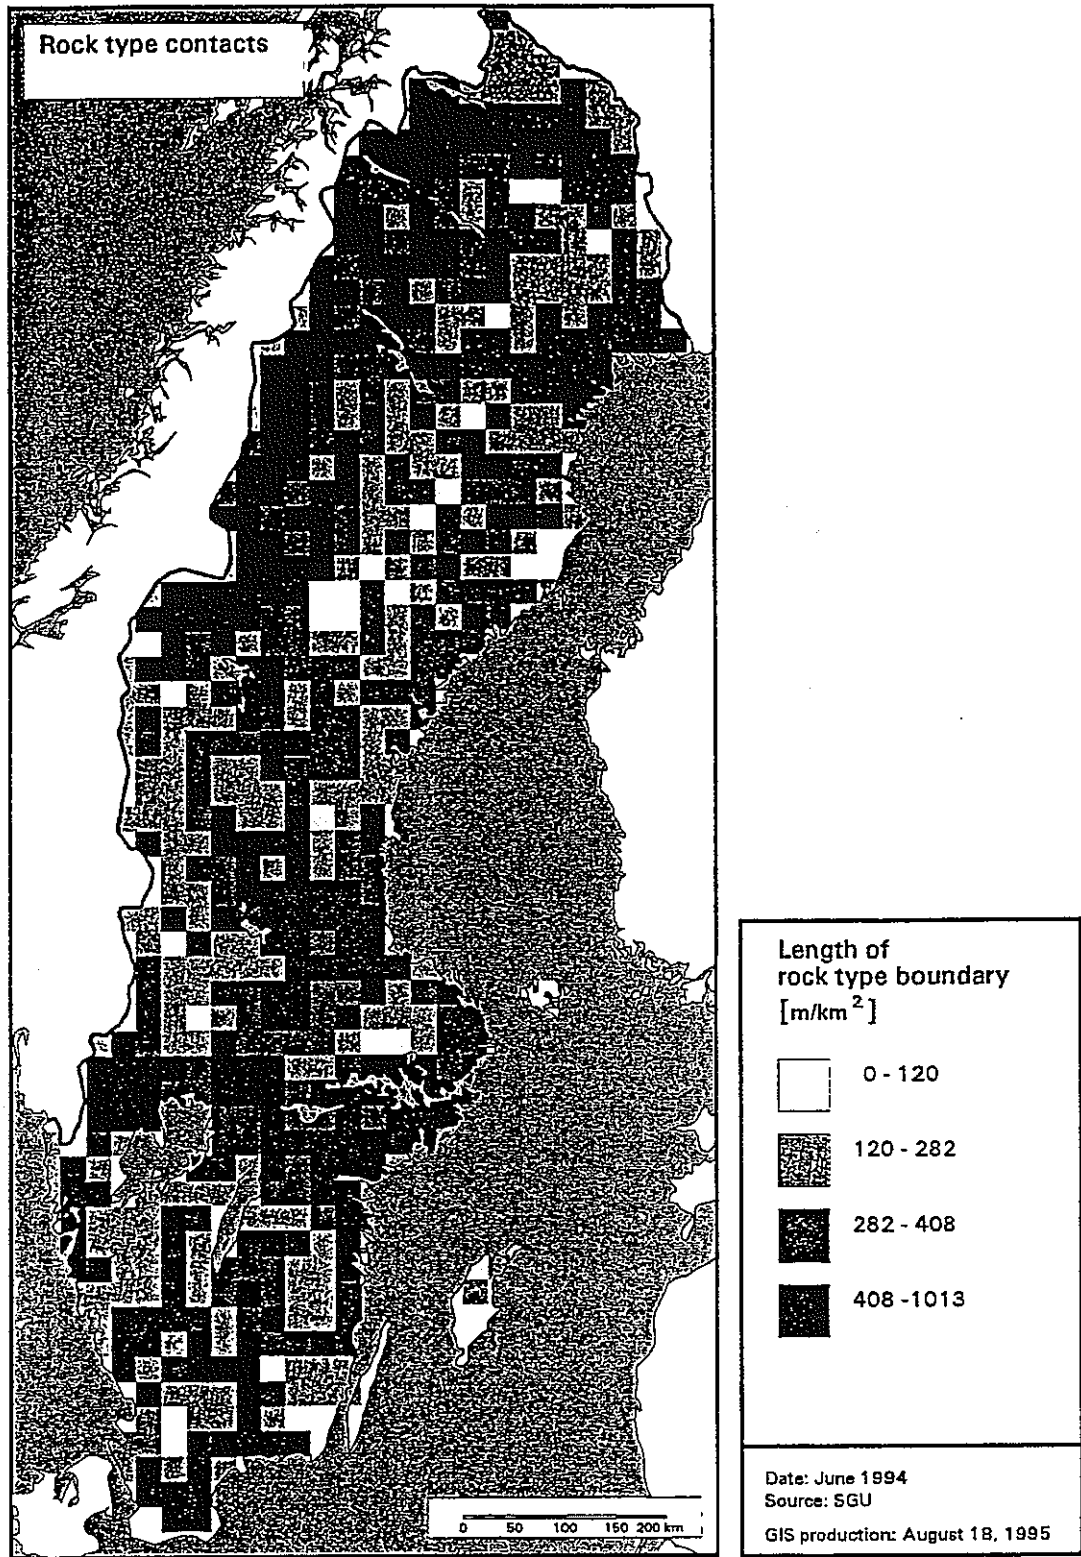 Rock type contacts
Length of
rock type boundary
[m/km²]
0 - 120
120 - 282
282 - 408
408 -1013
0 50 100 150 200 km
Date: June 1994
Source: SGU
GIS production: August 18, 1995